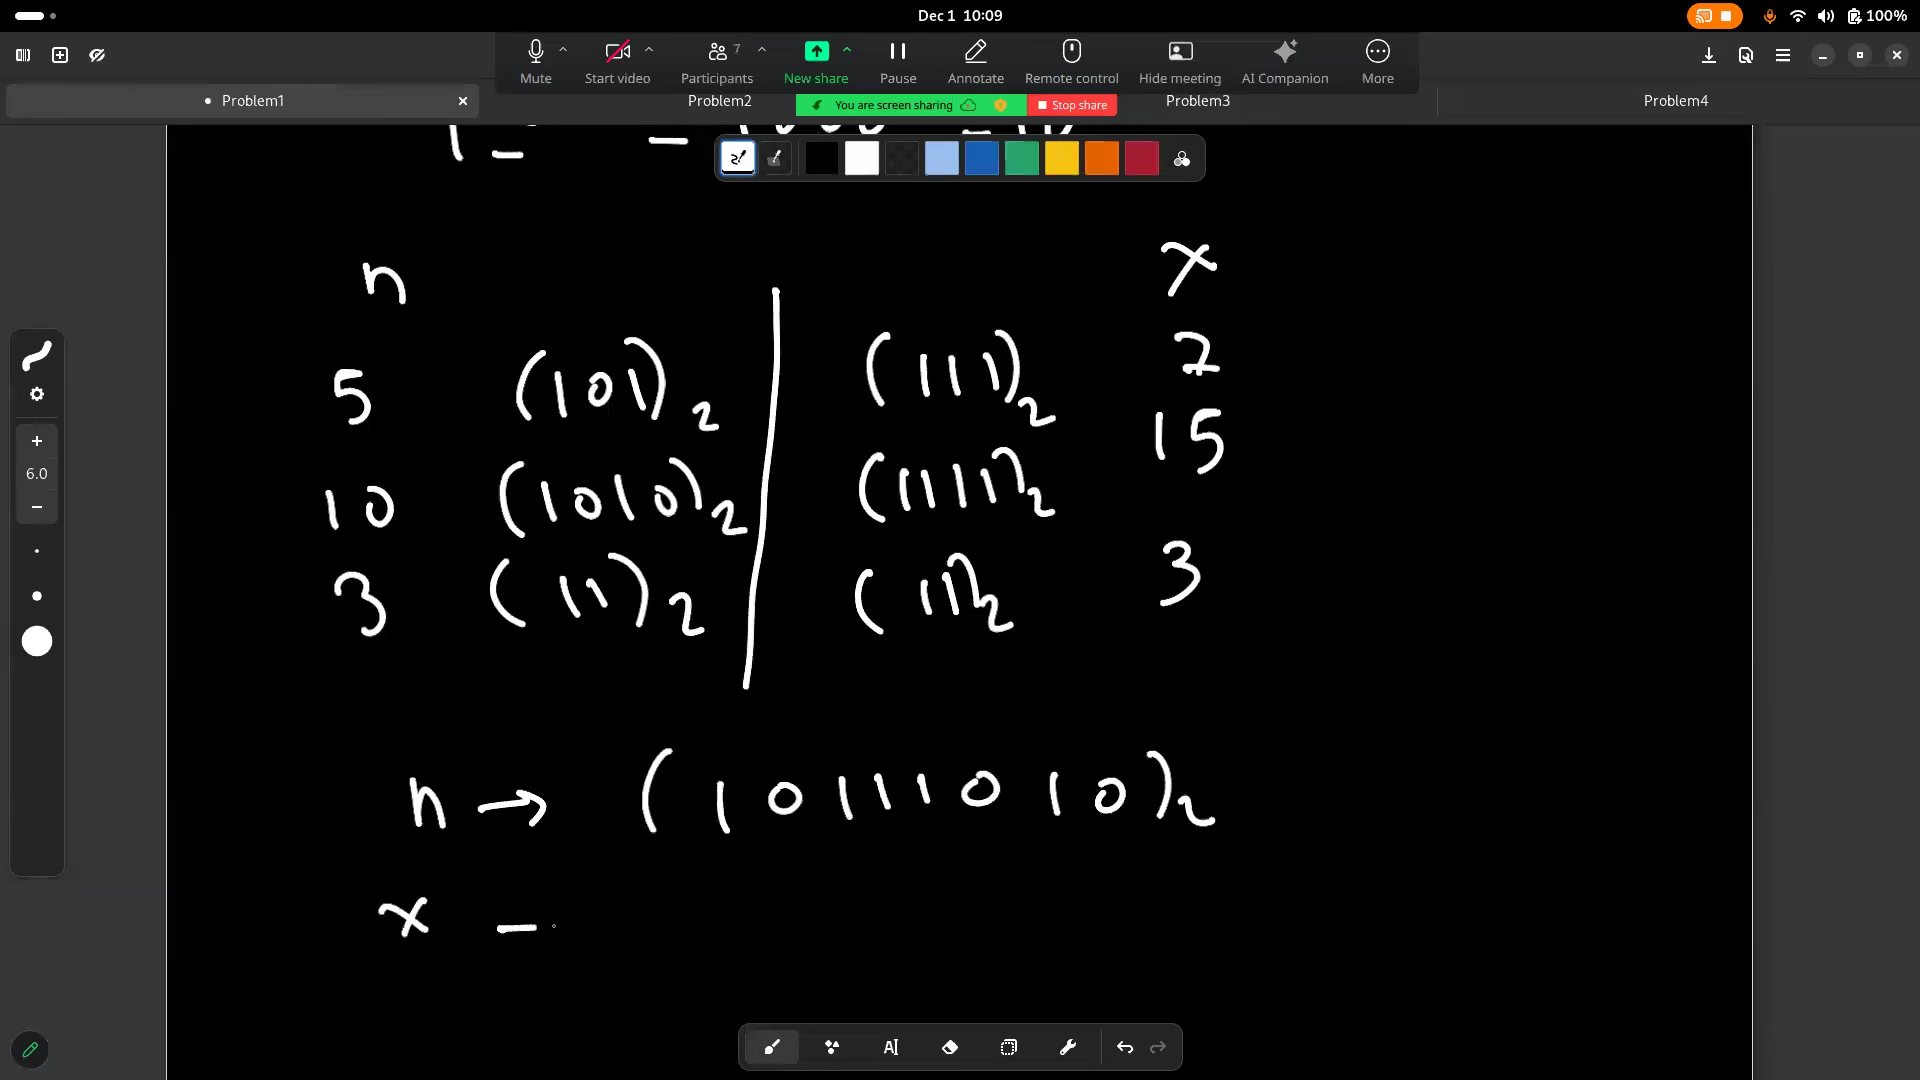 Dec 1 10:09
100%
Mute
Start video
Participants 7
New share
Pause
Annotate
Remote control
Hide meeting
AI Companion
More
• Problem1
Problem2
You are screen sharing
Stop share
Problem3
Problem4
n x
5 (101)2 (111)2 7
10 (1010)2 (1111)2 15
3 (11)2 (11)2 3
6.0
n → (10111010)2
x –